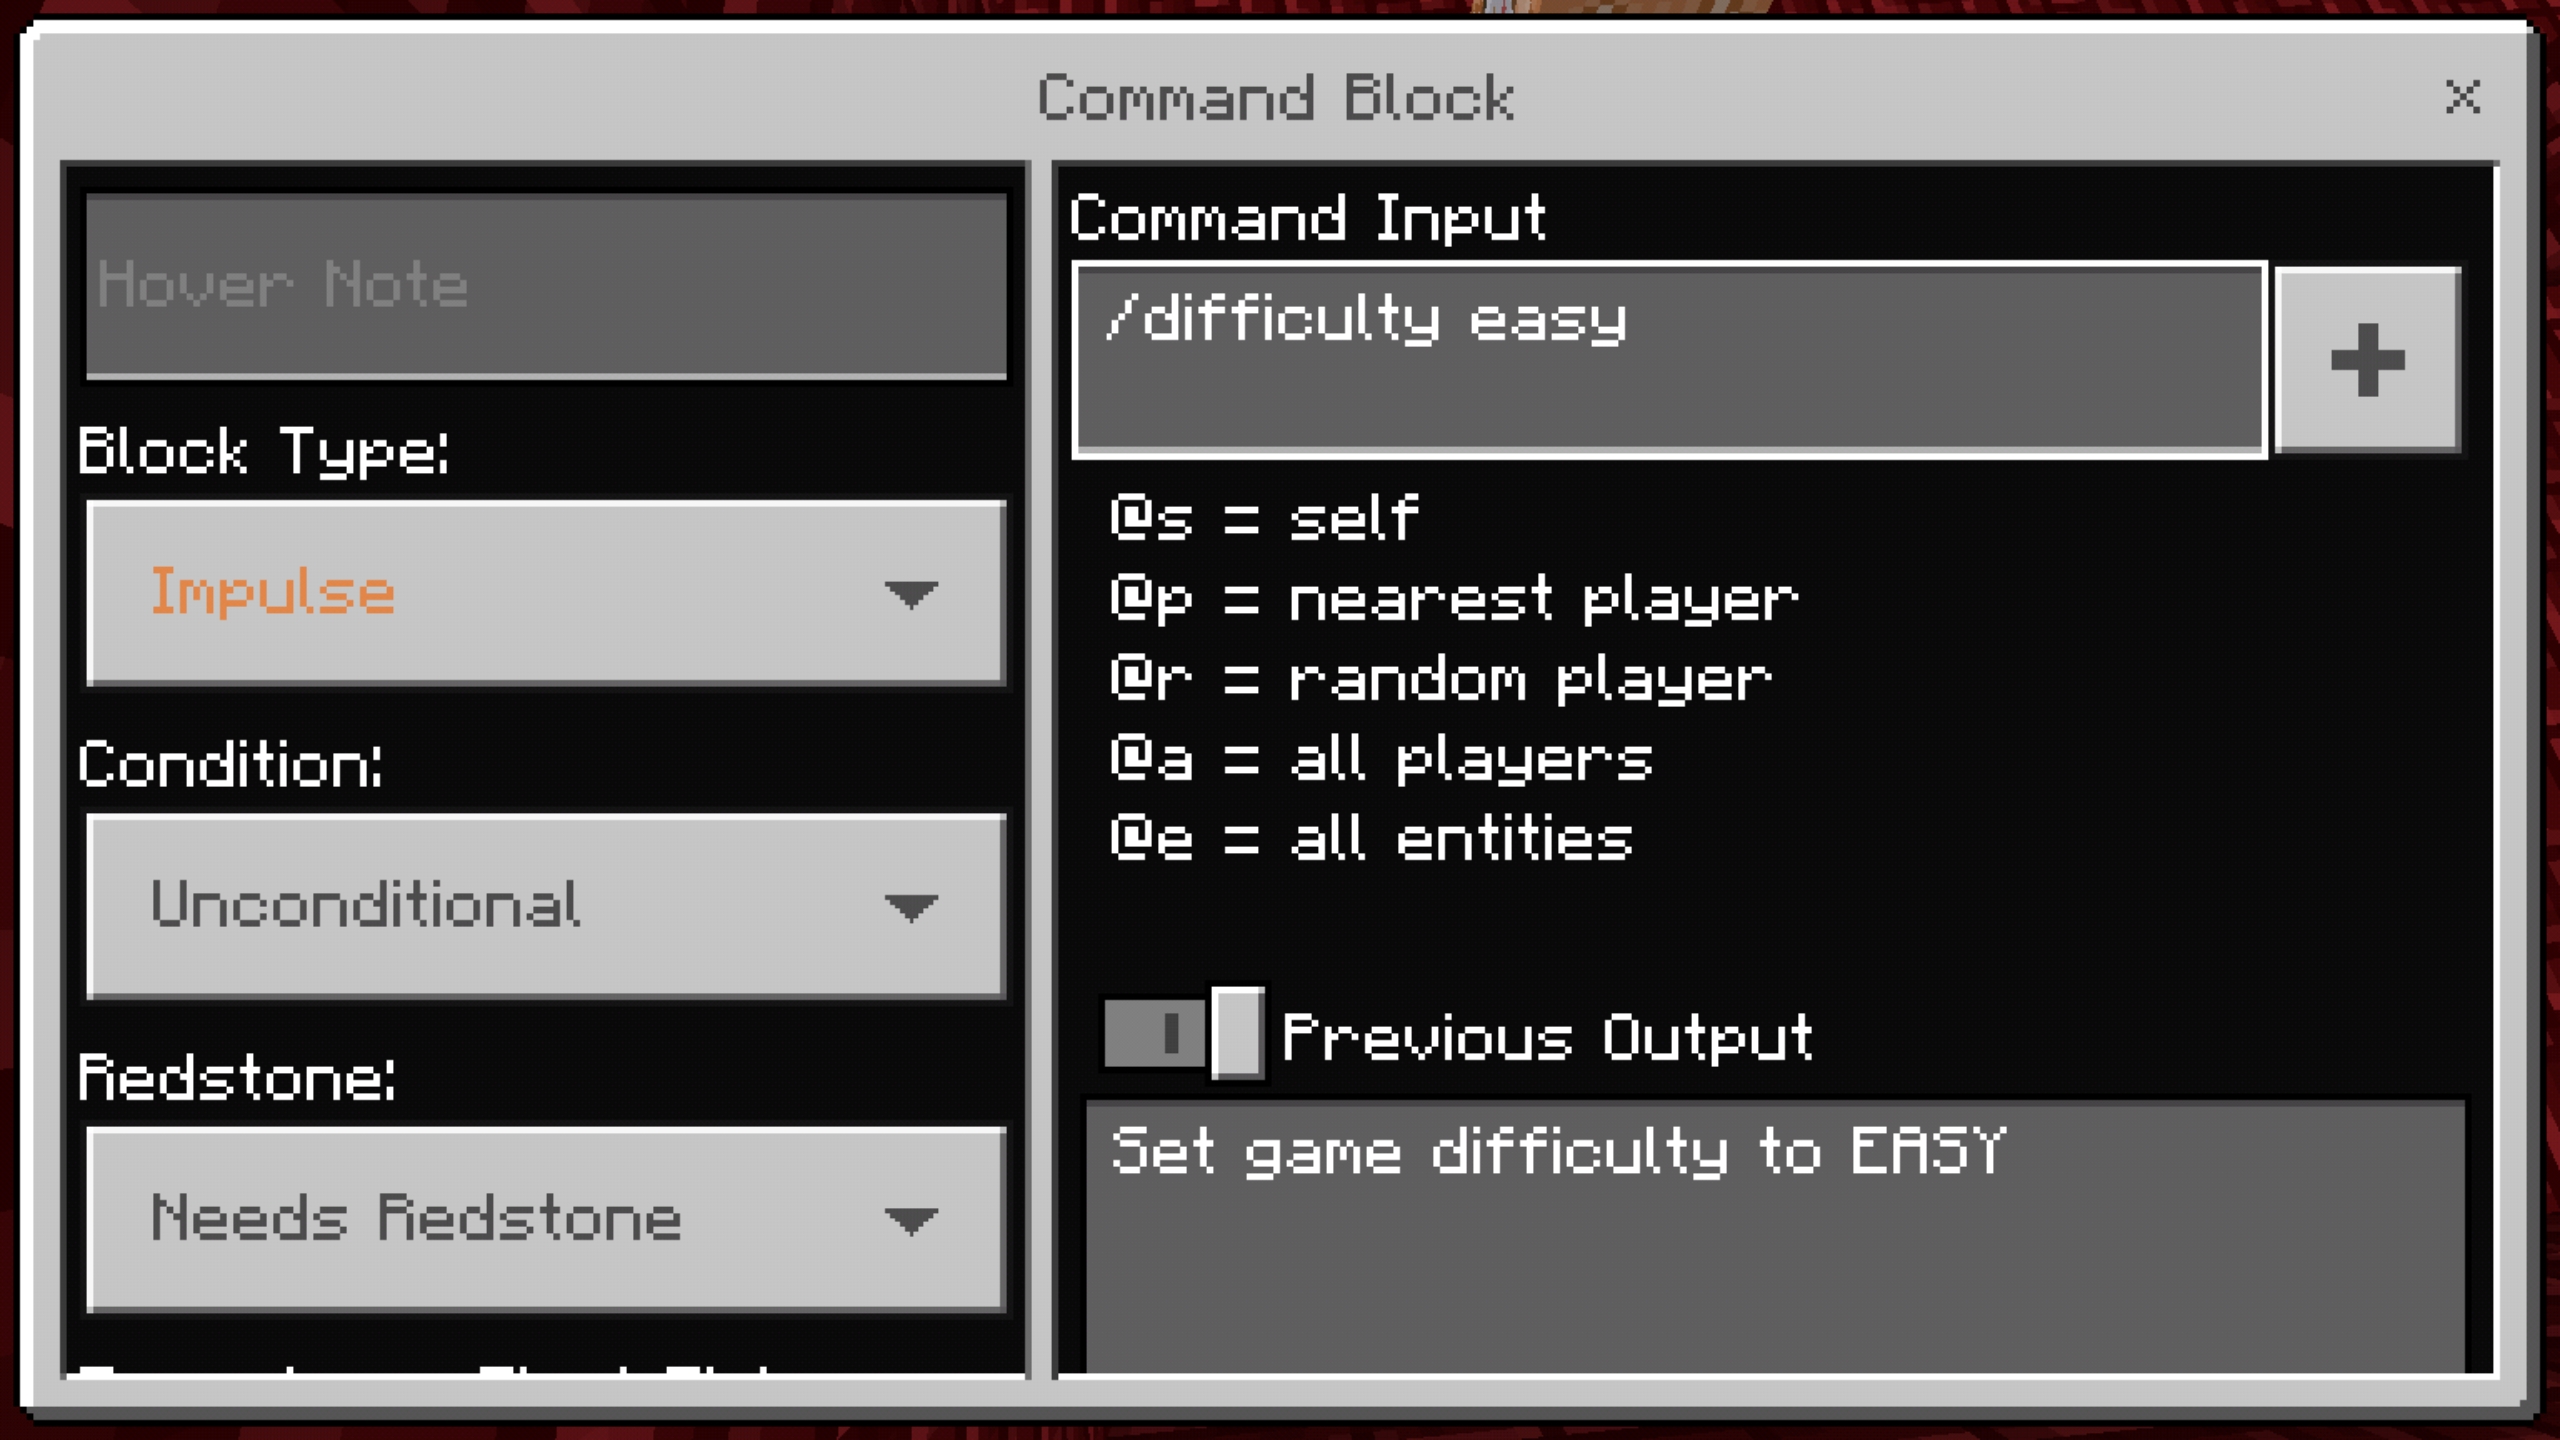 Command Block
Hover Note
Block Type:
Impulse
Condition:
Unconditional
Redstone:
Needs Redstone
Command Input
/difficulty easy
@s = self
@p = nearest player
@r = random player
@a = all players
@e = all entities
Previous Output
Set game difficulty to EASY